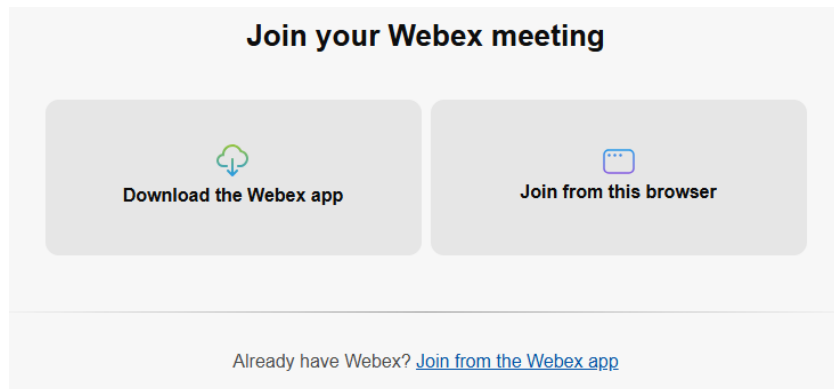 Join your Webex meeting
Download the Webex app
Join from this browser
Already have Webex? Join from the Webex app